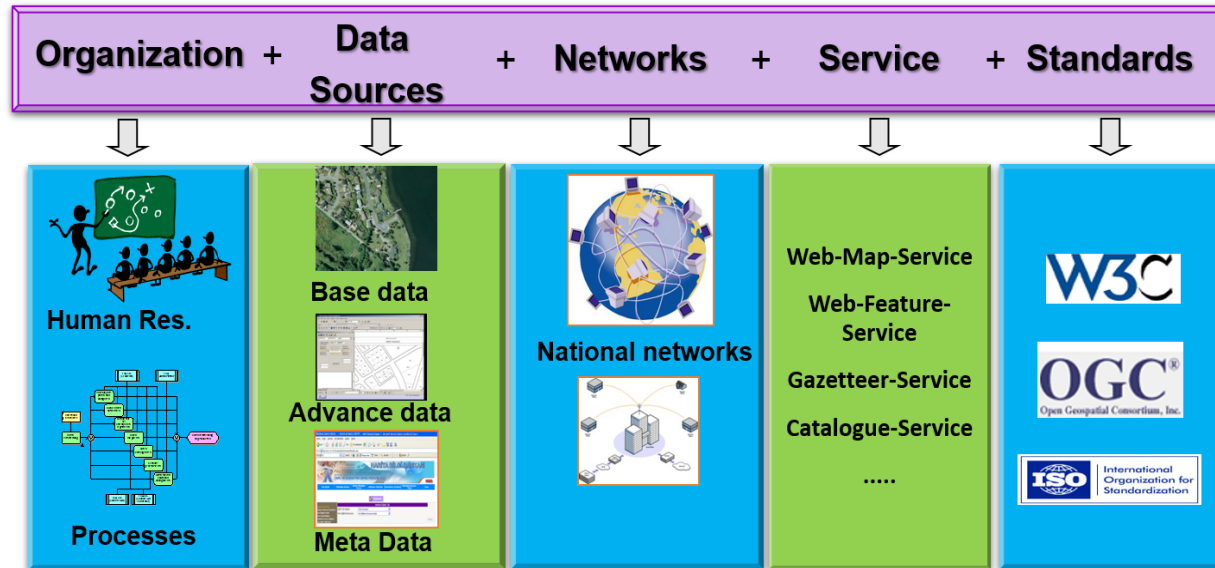 Organization + Data Sources + Networks + Service + Standards
Human Res.
Processes
Base data
Advance data
Meta Data
National networks
Web-Map-Service
Web-Feature-
Service
Gazetteer-Service
Catalogue-Service
.....
W3C
OGC®
Open Geospatial Consortium, Inc.
ISO
International
Organization for
Standardization